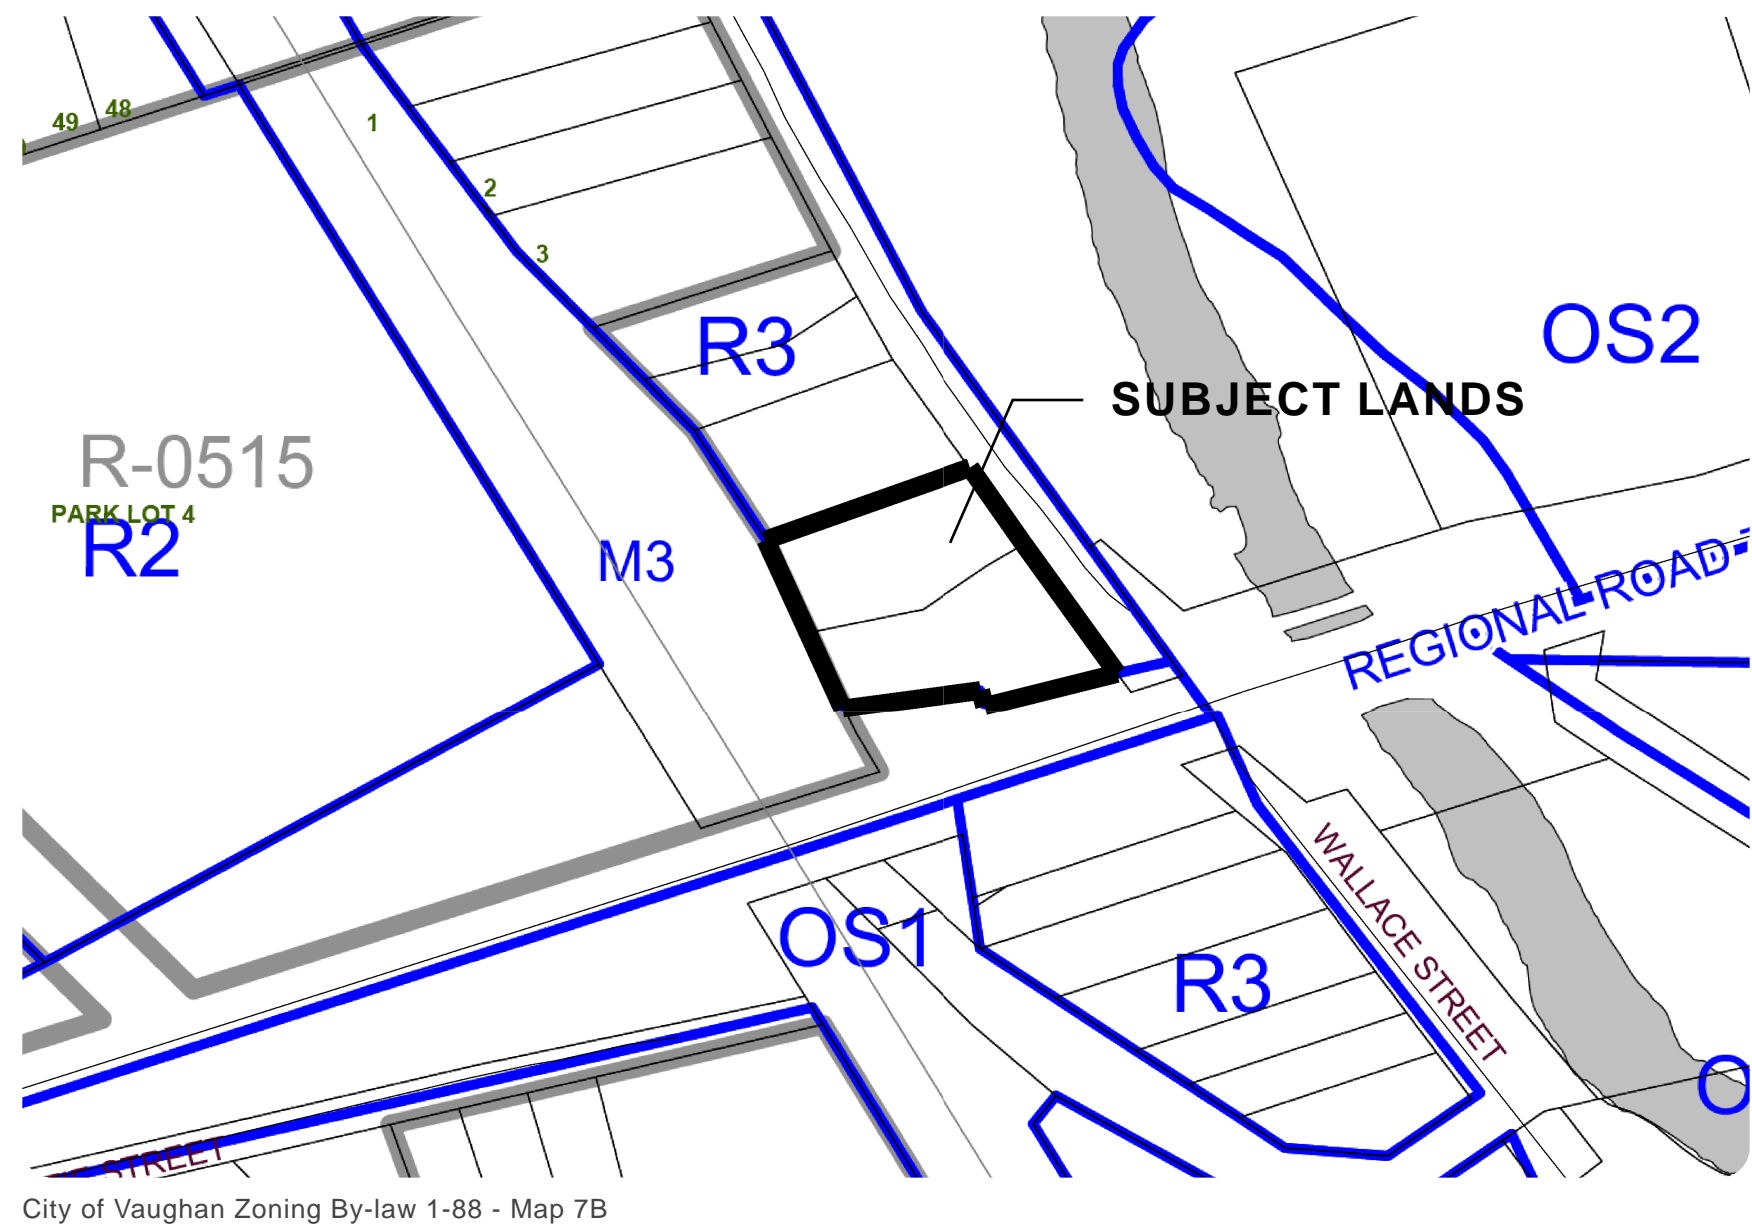 49
48
1
2
3
R3
OS2
SUBJECT LANDS
R-0515
PARK LOT 4
R2
M3
REGIONAL ROAD
WALLACE STREET
OS1
R3
STREET
City of Vaughan Zoning By-law 1-88 - Map 7B